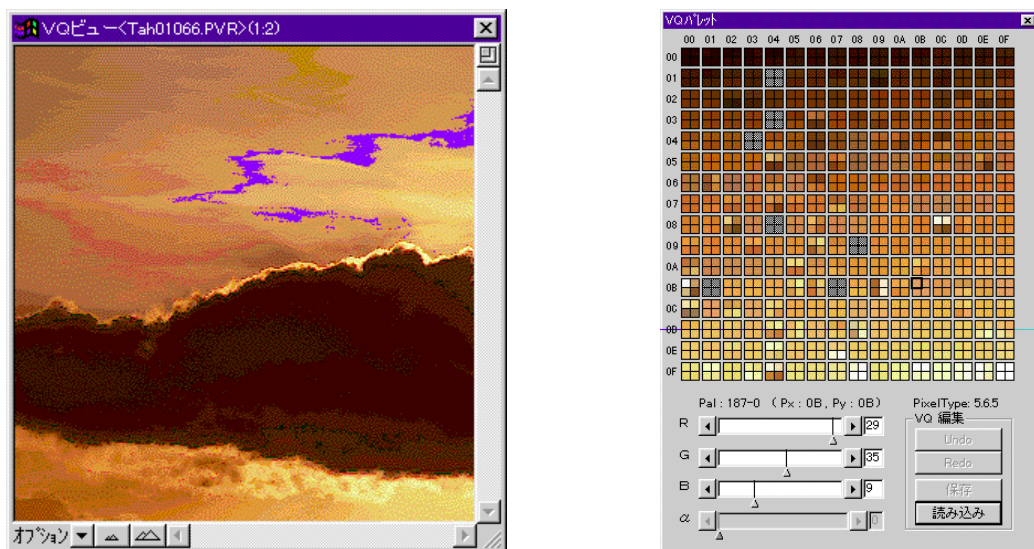 VQビュー<Tah01066.PVR>(1:2)
オプション
VQパレット
00 01 02 03 04 05 06 07 08 09 0A 0B 0C 0D 0E 0F
00
01
02
03
04
05
06
07
08
09
0A
0B
0C
0D
0E
0F
Pal : 187-0 ( Px : 0B , Py : 0B)
PixelType: 5.6.5
R 29
G 35
B 9
α 0
VQ 編集
Undo
Redo
保存
読み込み